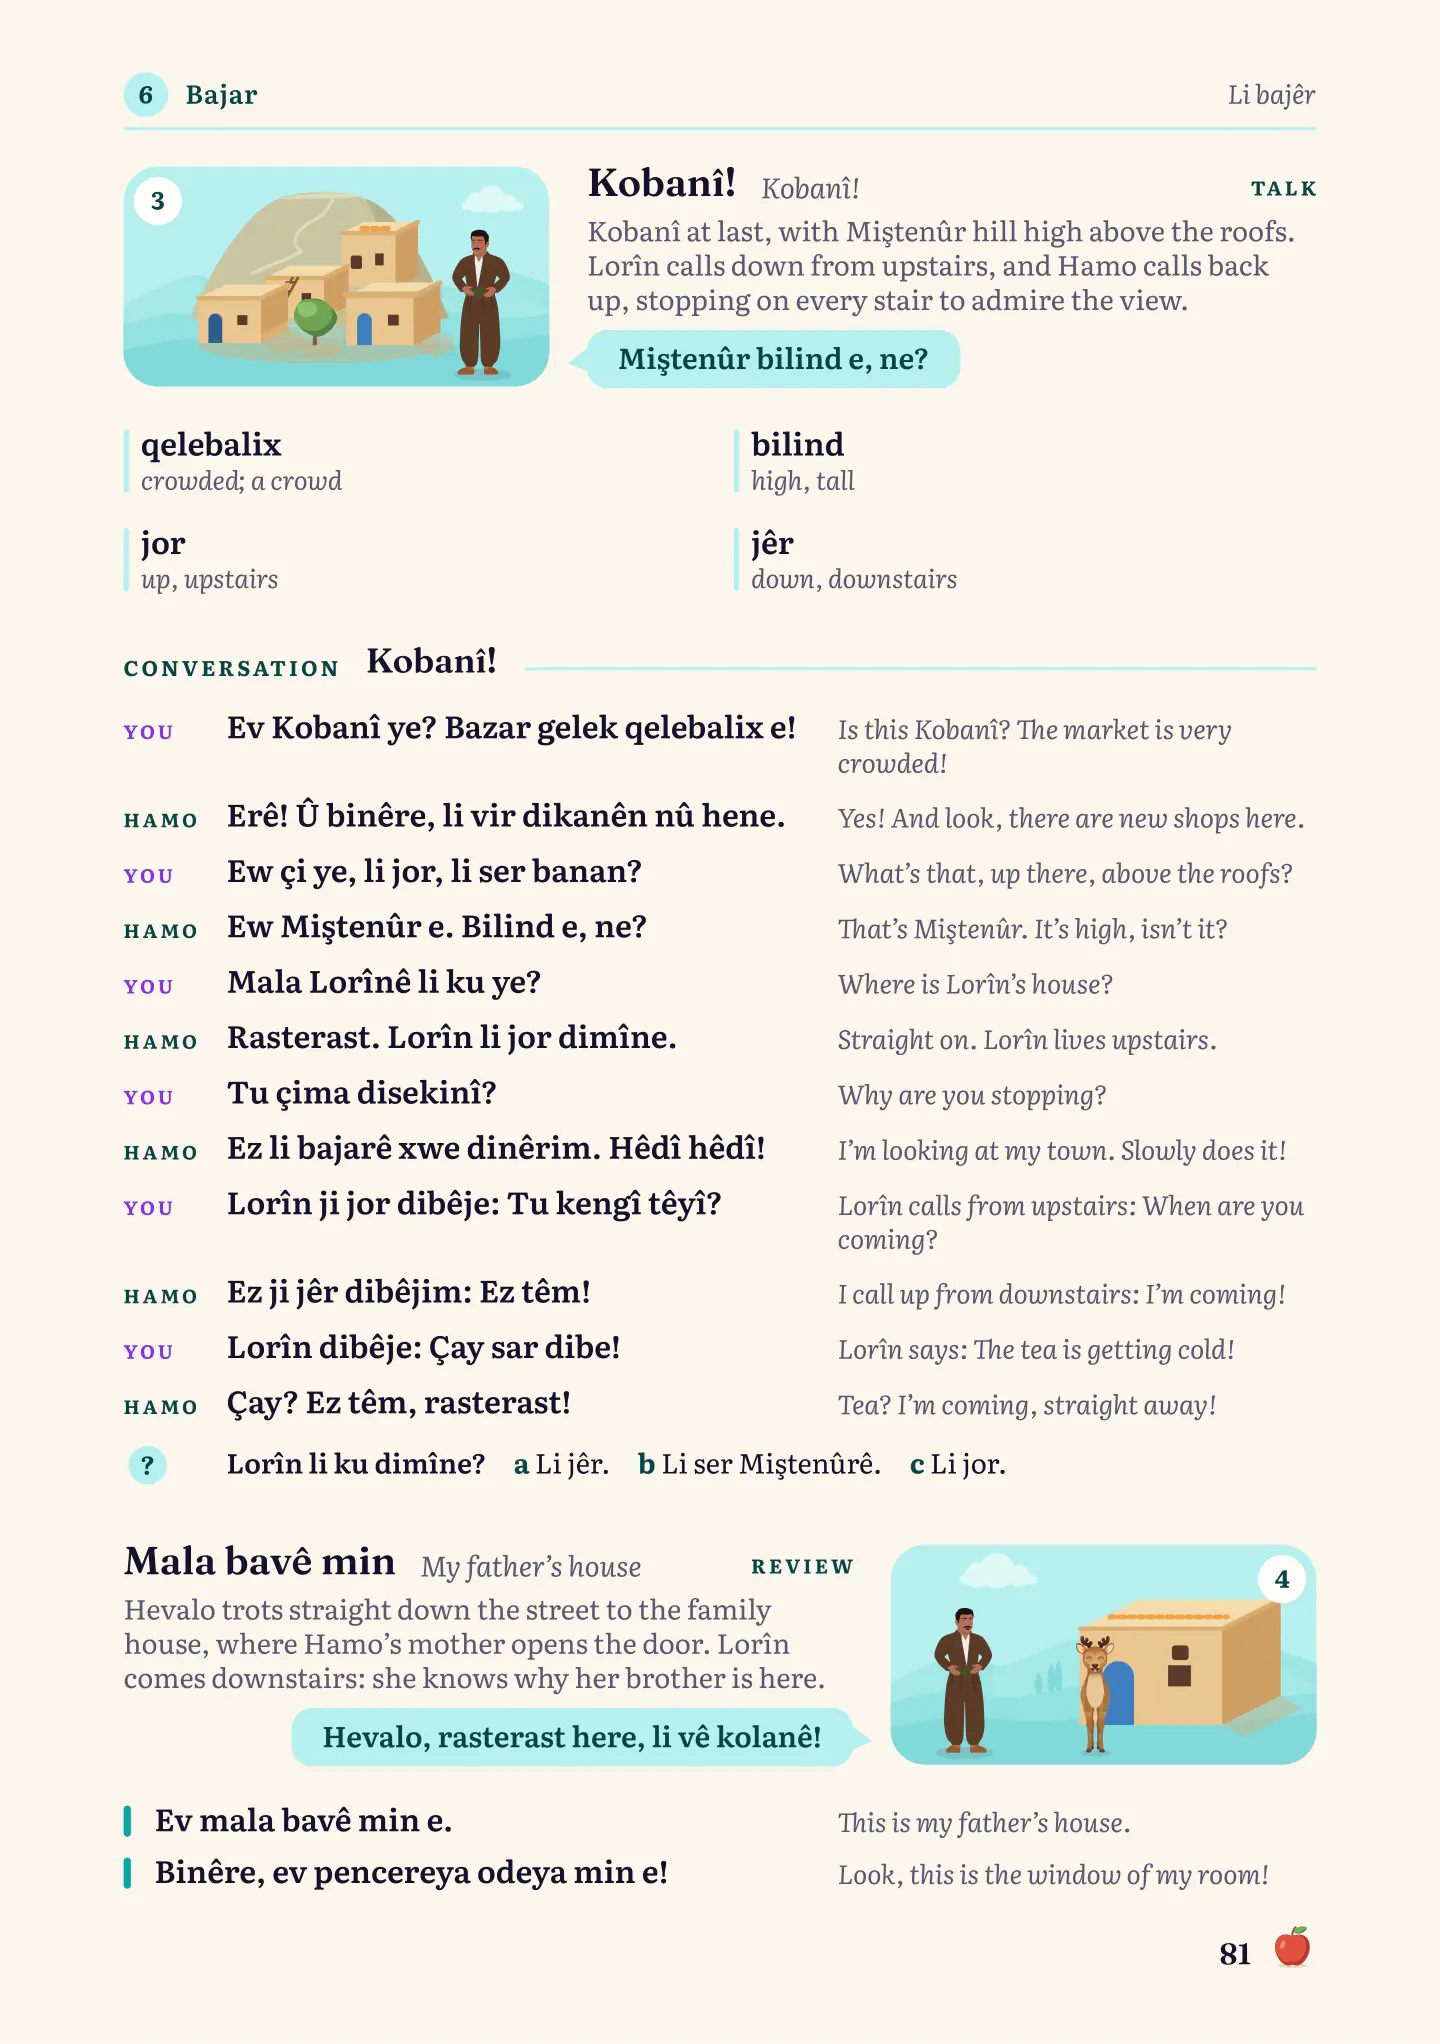 6 Bajar
Li bajêr
3
Kobanî! Kobanî! TALK
Kobanî at last, with Miştenûr hill high above the roofs.
Lorîn calls down from upstairs, and Hamo calls back
up, stopping on every stair to admire the view.
Miştenûr bilind e, ne?
qelebalix
crowded; a crowd
bilind
high, tall
jor
up, upstairs
jêr
down, downstairs
CONVERSATION Kobanî!
YOU Ev Kobanî ye? Bazar gelek qelebalix e! Is this Kobanî? The market is very
crowded!
HAMO Erê! Û binêre, li vir dikanên nû hene. Yes! And look, there are new shops here.
YOU Ew çi ye, li jor, li ser banan? What’s that, up there, above the roofs?
HAMO Ew Miştenûr e. Bilind e, ne? That’s Miştenûr. It’s high, isn’t it?
YOU Mala Lorînê li ku ye? Where is Lorîn’s house?
HAMO Rasterast. Lorîn li jor dimîne. Straight on. Lorîn lives upstairs.
YOU Tu çima disekinî? Why are you stopping?
HAMO Ez li bajarê xwe dinêrim. Hêdî hêdî! I’m looking at my town. Slowly does it!
YOU Lorîn ji jor dibêje: Tu kengî têyî? Lorîn calls from upstairs: When are you
coming?
HAMO Ez ji jêr dibêjim: Ez têm! I call up from downstairs: I’m coming!
YOU Lorîn dibêje: Çay sar dibe! Lorîn says: The tea is getting cold!
HAMO Çay? Ez têm, rasterast! Tea? I’m coming, straight away!
? Lorîn li ku dimîne? a Li jêr. b Li ser Miştenûrê. c Li jor.
Mala bavê min My father’s house REVIEW
Hevalo trots straight down the street to the family
house, where Hamo’s mother opens the door. Lorîn
comes downstairs: she knows why her brother is here.
Hevalo, rasterast here, li vê kolanê!
4
Ev mala bavê min e. This is my father’s house.
Binêre, ev pencereya odeya min e! Look, this is the window of my room!
81